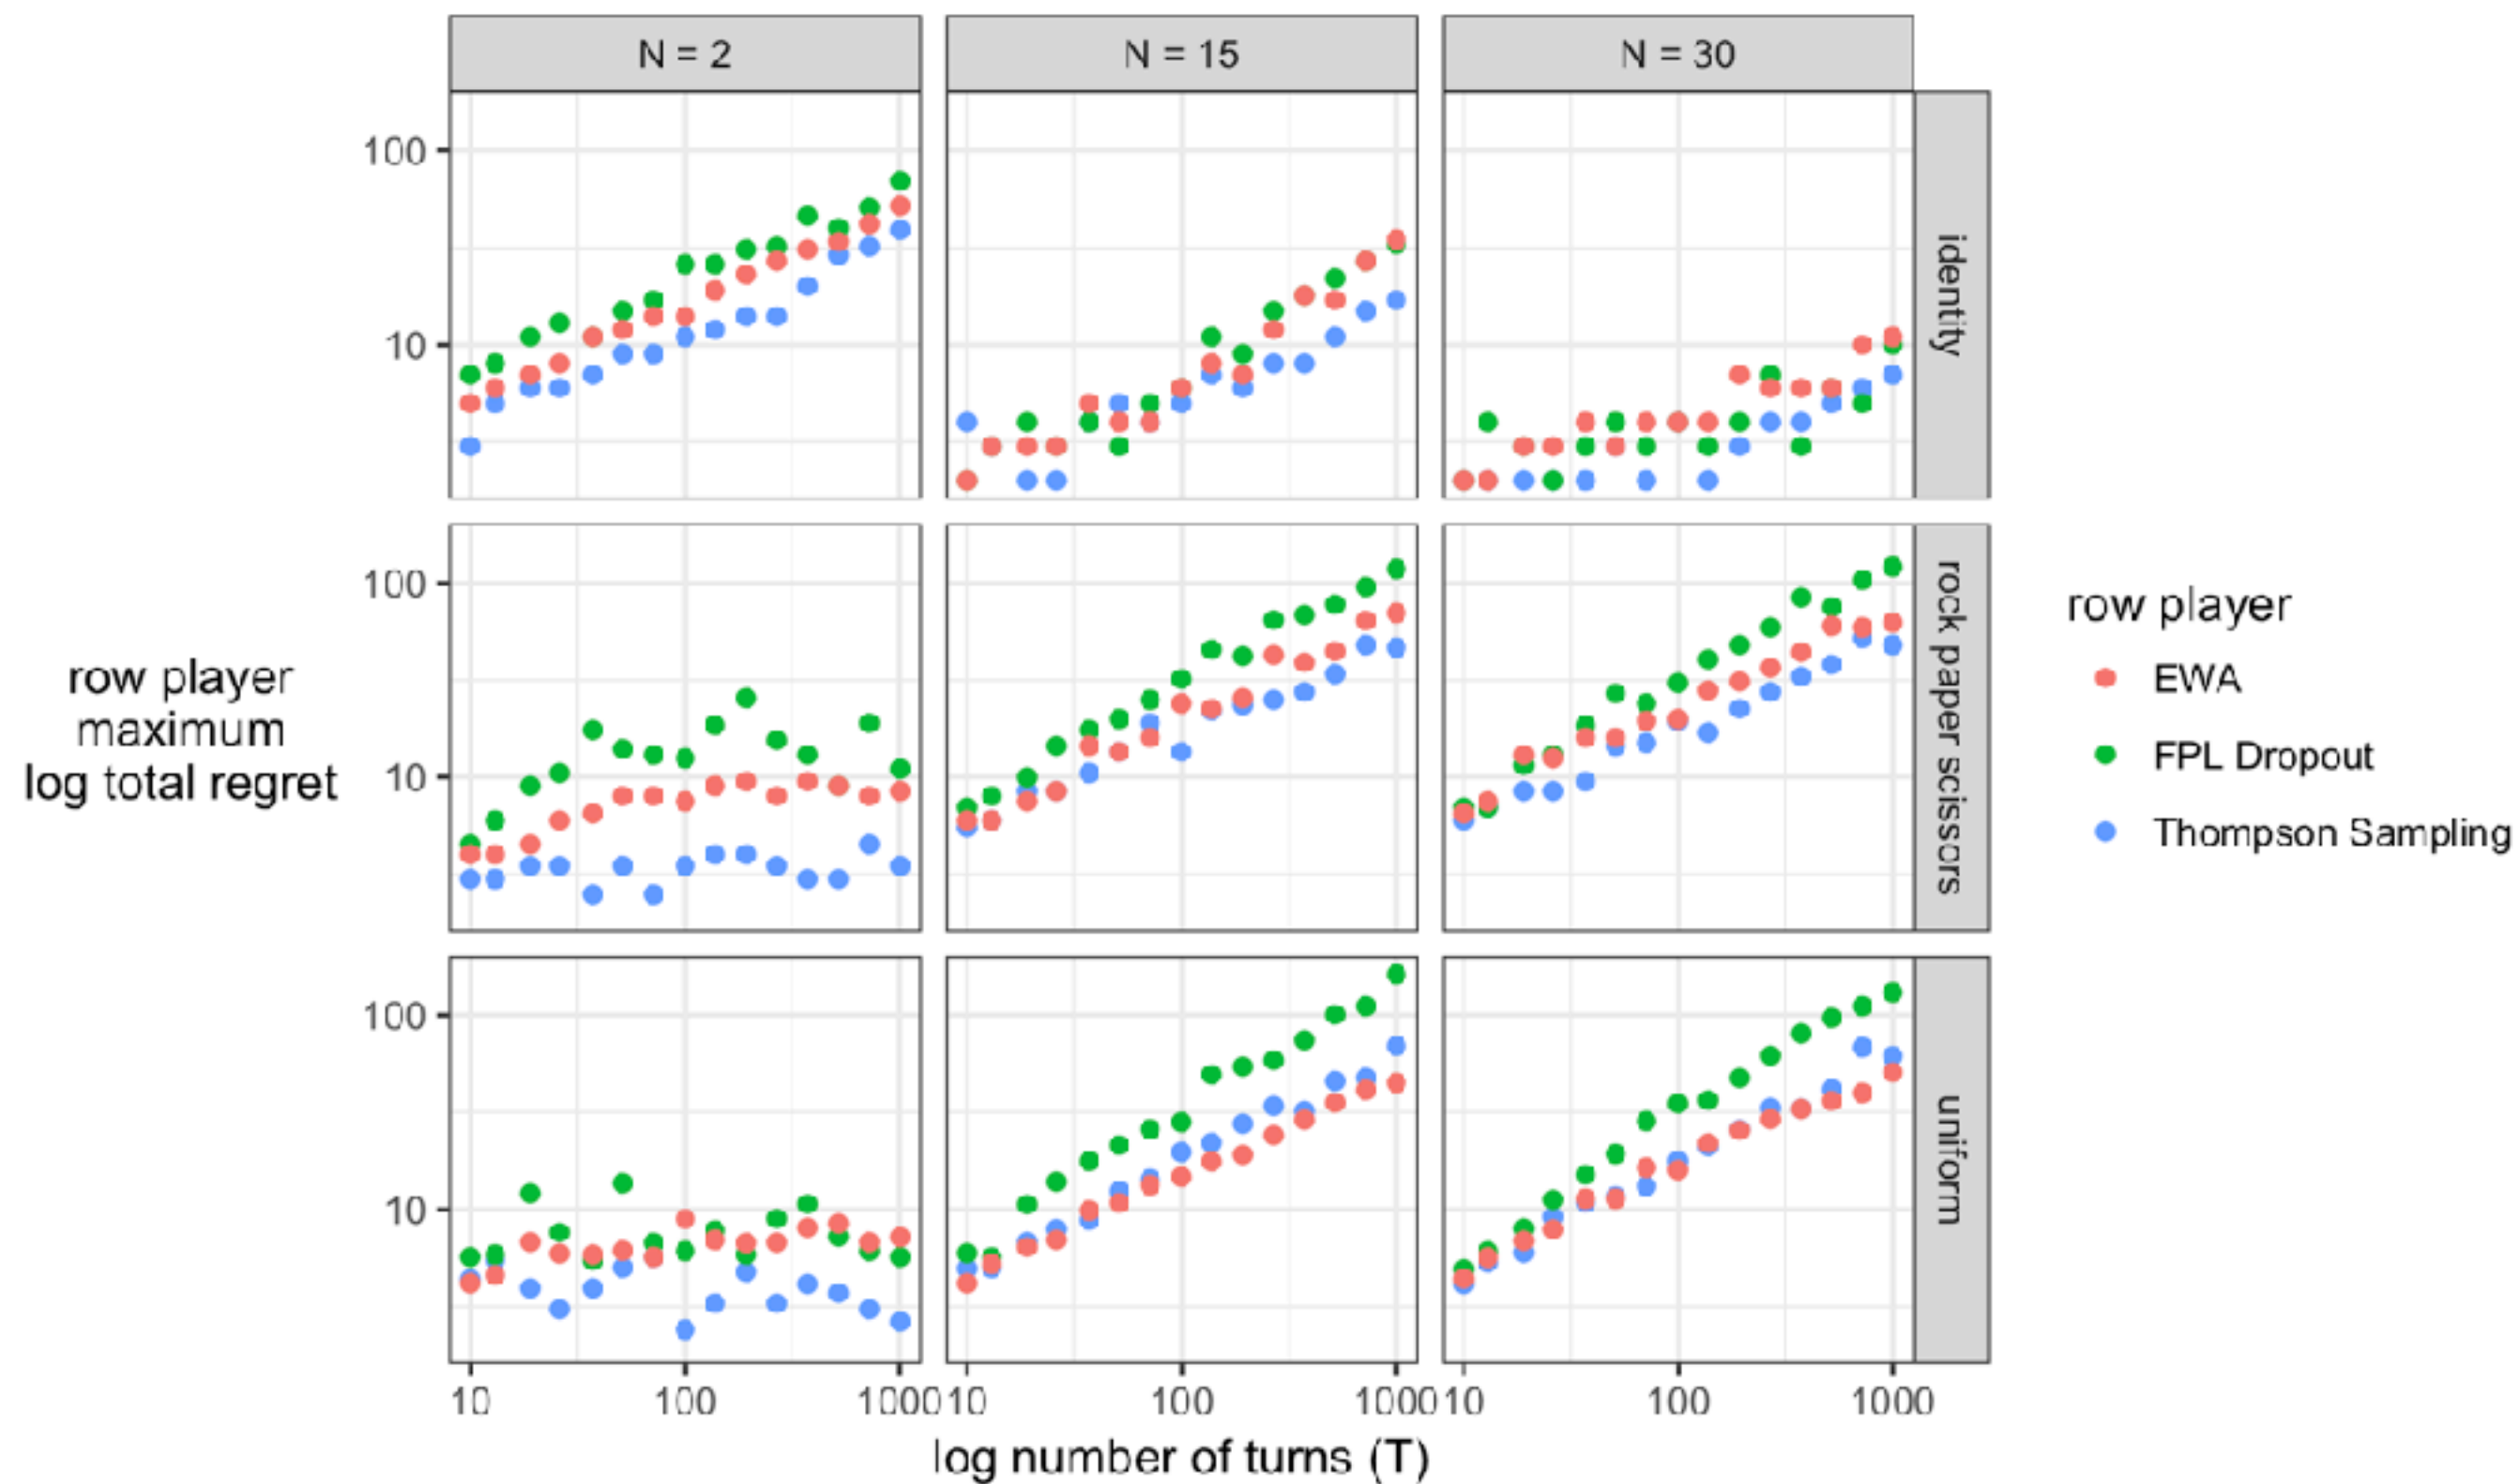 N = 2
N = 15
N = 30
100
10
identity
100
10
rock paper scissors
row player
maximum
log total regret
row player
EWA
FPL Dropout
Thompson Sampling
100
10
uniform
10
100
1000
10
100
1000
10
100
1000
log number of turns (T)